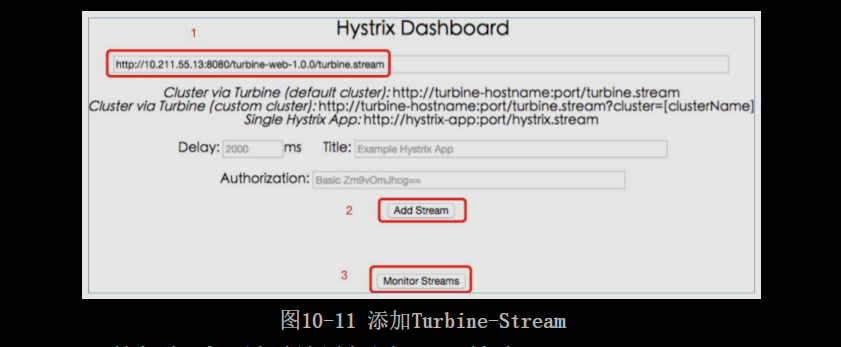 Hystrix Dashboard
1
http://10.211.55.13:8080/turbine-web-1.0.0/turbine.stream
Cluster via Turbine (default cluster): http://turbine-hostname:port/turbine.stream
Cluster via Turbine (custom cluster): http://turbine-hostname:port/turbine.stream?cluster=[clusterName]
Single Hystrix App: http://hystrix-app:port/hystrix.stream
Delay: 2000 ms Title: Example Hystrix App
Authorization: Basic Zm9vOmJhcg==
2 Add Stream
3 Monitor Streams
图10-11 添加Turbine-Stream